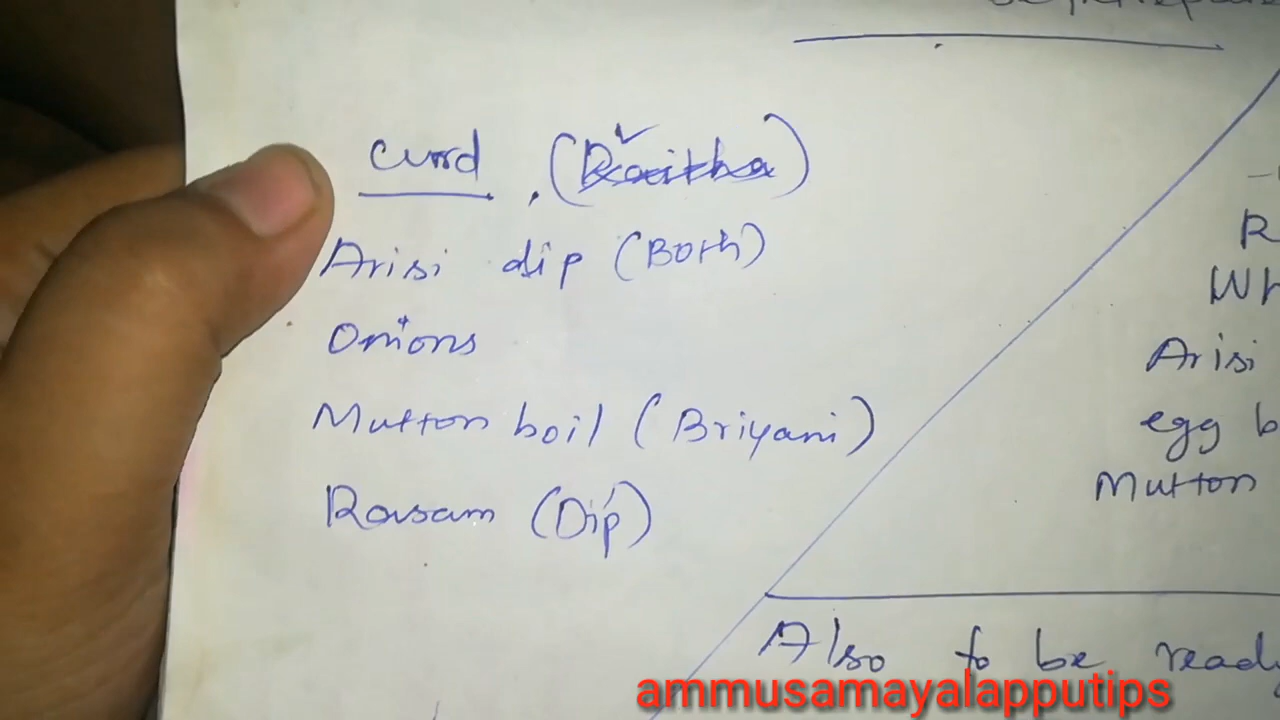 Curd . (Raitha)
Arisi dip (Both)
Onions
Mutton boil (Briyani)
Rasam (Dip)
R
Wh
Arisi
egg b
Mutton
Also to be ready
ammusamayalapputips